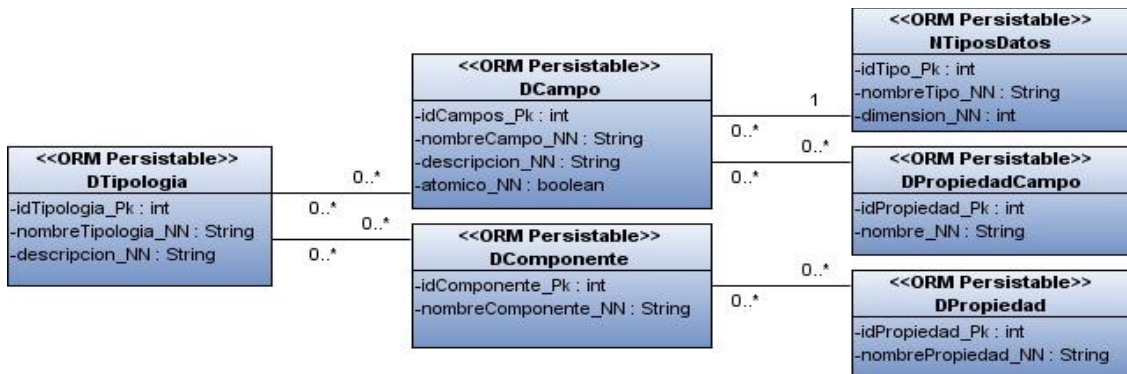 <<ORM Persistable>>
DTipologia
-idTipologia_Pk : int
-nombreTipologia_NN : String
-descripcion_NN : String
0..*
0..*
0..*
0..*
<<ORM Persistable>>
DCampo
-idCampos_Pk : int
-nombreCampo_NN : String
-descripcion_NN : String
-atomico_NN : boolean
<<ORM Persistable>>
DComponente
-idComponente_Pk : int
-nombreComponente_NN : String
1
0..*
0..*
0..*
0..*
0..*
<<ORM Persistable>>
NTiposDatos
-idTipo_Pk : int
-nombreTipo_NN : String
-dimension_NN : int
<<ORM Persistable>>
DPropiedadCampo
-idPropiedad_Pk : int
-nombre_NN : String
<<ORM Persistable>>
DPropiedad
-idPropiedad_Pk : int
-nombrePropiedad_NN : String